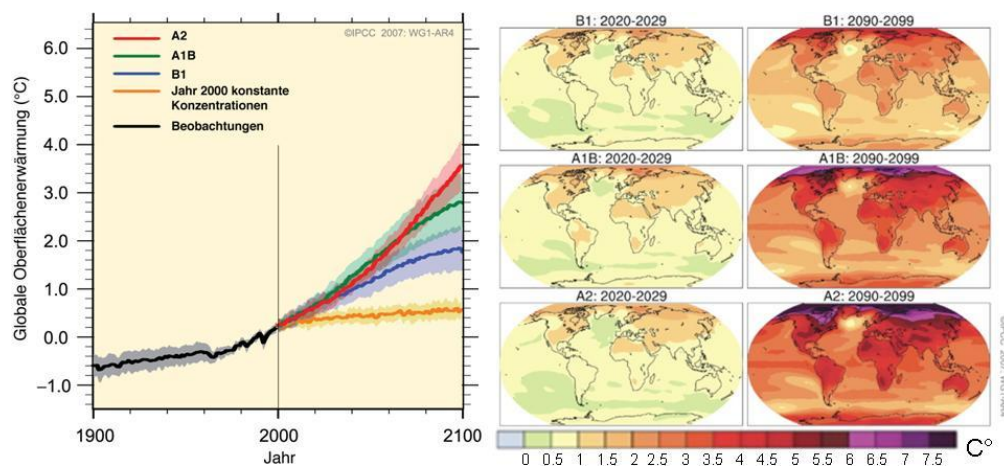 ©IPCC 2007: WG1-AR4
A2
A1B
B1
Jahr 2000 konstante
Konzentrationen
Beobachtungen
Globale Oberflächenerwärmung (°C)
6.0
5.0
4.0
3.0
2.0
1.0
0.0
−1.0
1900
2000
2100
Jahr
B1: 2020-2029
B1: 2090-2099
A1B: 2020-2029
A1B: 2090-2099
A2: 2020-2029
A2: 2090-2099
0 0.5 1 1.5 2 2.5 3 3.5 4 4.5 5 5.5 6 6.5 7 7.5
C°